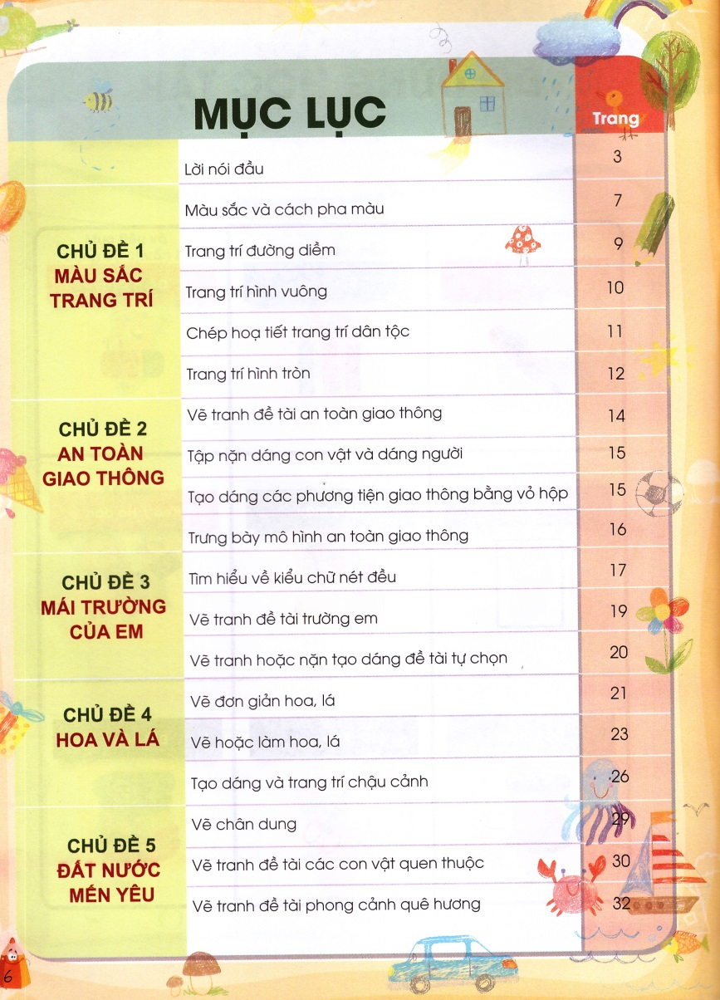 MỤC LỤC
Trang
Lời nói đầu 3
CHỦ ĐỀ 1
MÀU SẮC
TRANG TRÍ
Màu sắc và cách pha màu 7
Trang trí đường diềm 9
Trang trí hình vuông 10
Chép hoạ tiết trang trí dân tộc 11
Trang trí hình tròn 12
CHỦ ĐỀ 2
AN TOÀN
GIAO THÔNG
Vẽ tranh đề tài an toàn giao thông 14
Tập nặn dáng con vật và dáng người 15
Tạo dáng các phương tiện giao thông bằng vỏ hộp 15
Trưng bày mô hình an toàn giao thông 16
CHỦ ĐỀ 3
MÁI TRƯỜNG
CỦA EM
Tìm hiểu về kiểu chữ nét đều 17
Vẽ tranh đề tài trường em 19
Vẽ tranh hoặc nặn tạo dáng đề tài tự chọn 20
CHỦ ĐỀ 4
HOA VÀ LÁ
Vẽ đơn giản hoa, lá 21
Vẽ hoặc làm hoa, lá 23
Tạo dáng và trang trí chậu cảnh 26
CHỦ ĐỀ 5
ĐẤT NƯỚC
MẾN YÊU
Vẽ chân dung 29
Vẽ tranh đề tài các con vật quen thuộc 30
Vẽ tranh đề tài phong cảnh quê hương 32
6